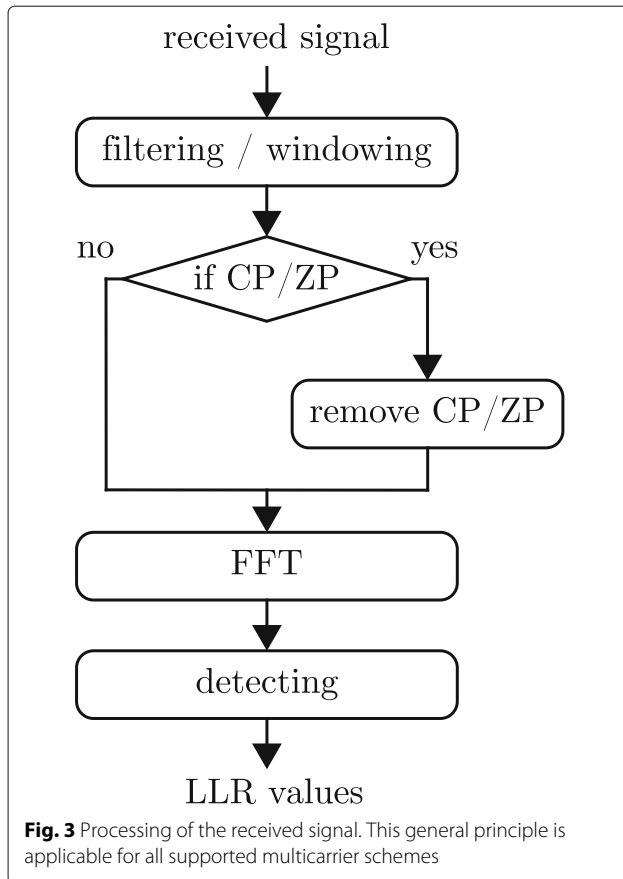 received signal
filtering / windowing
no
yes
if CP/ZP
remove CP/ZP
FFT
detecting
LLR values
Fig. 3 Processing of the received signal. This general principle is
applicable for all supported multicarrier schemes